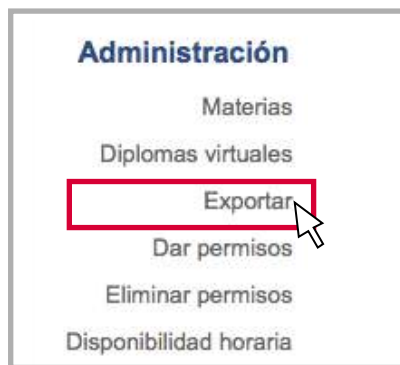 Administración
Materias
Diplomas virtuales
Exportar
Dar permisos
Eliminar permisos
Disponibilidad horaria